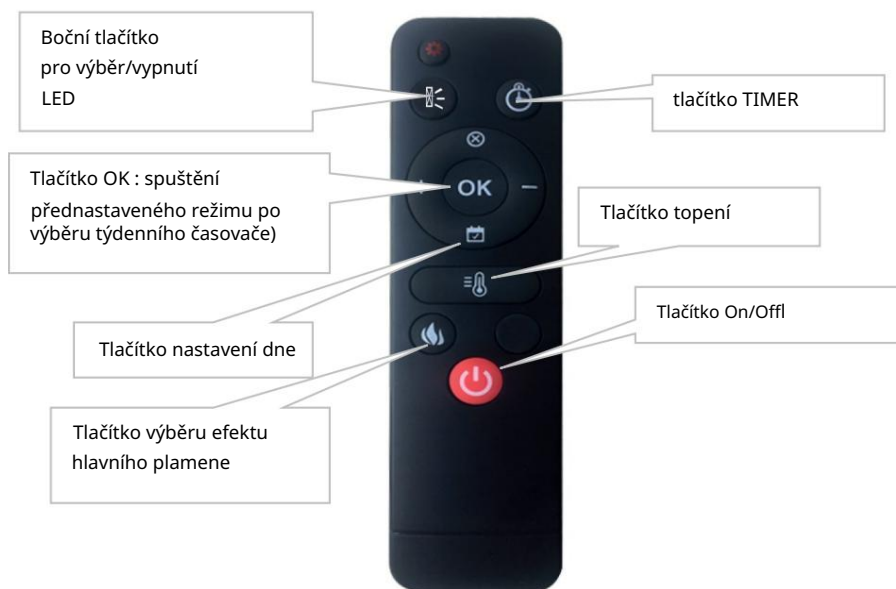 Boční tlačítko
pro výběr/vypnutí
LED
tlačítko TIMER
Tlačítko OK : spuštění
přednastaveného režimu po
výběru týdenního časovače)
OK
Tlačítko topení
Tlačítko On/Offl
Tlačítko nastavení dne
Tlačítko výběru efektu
hlavního plamene